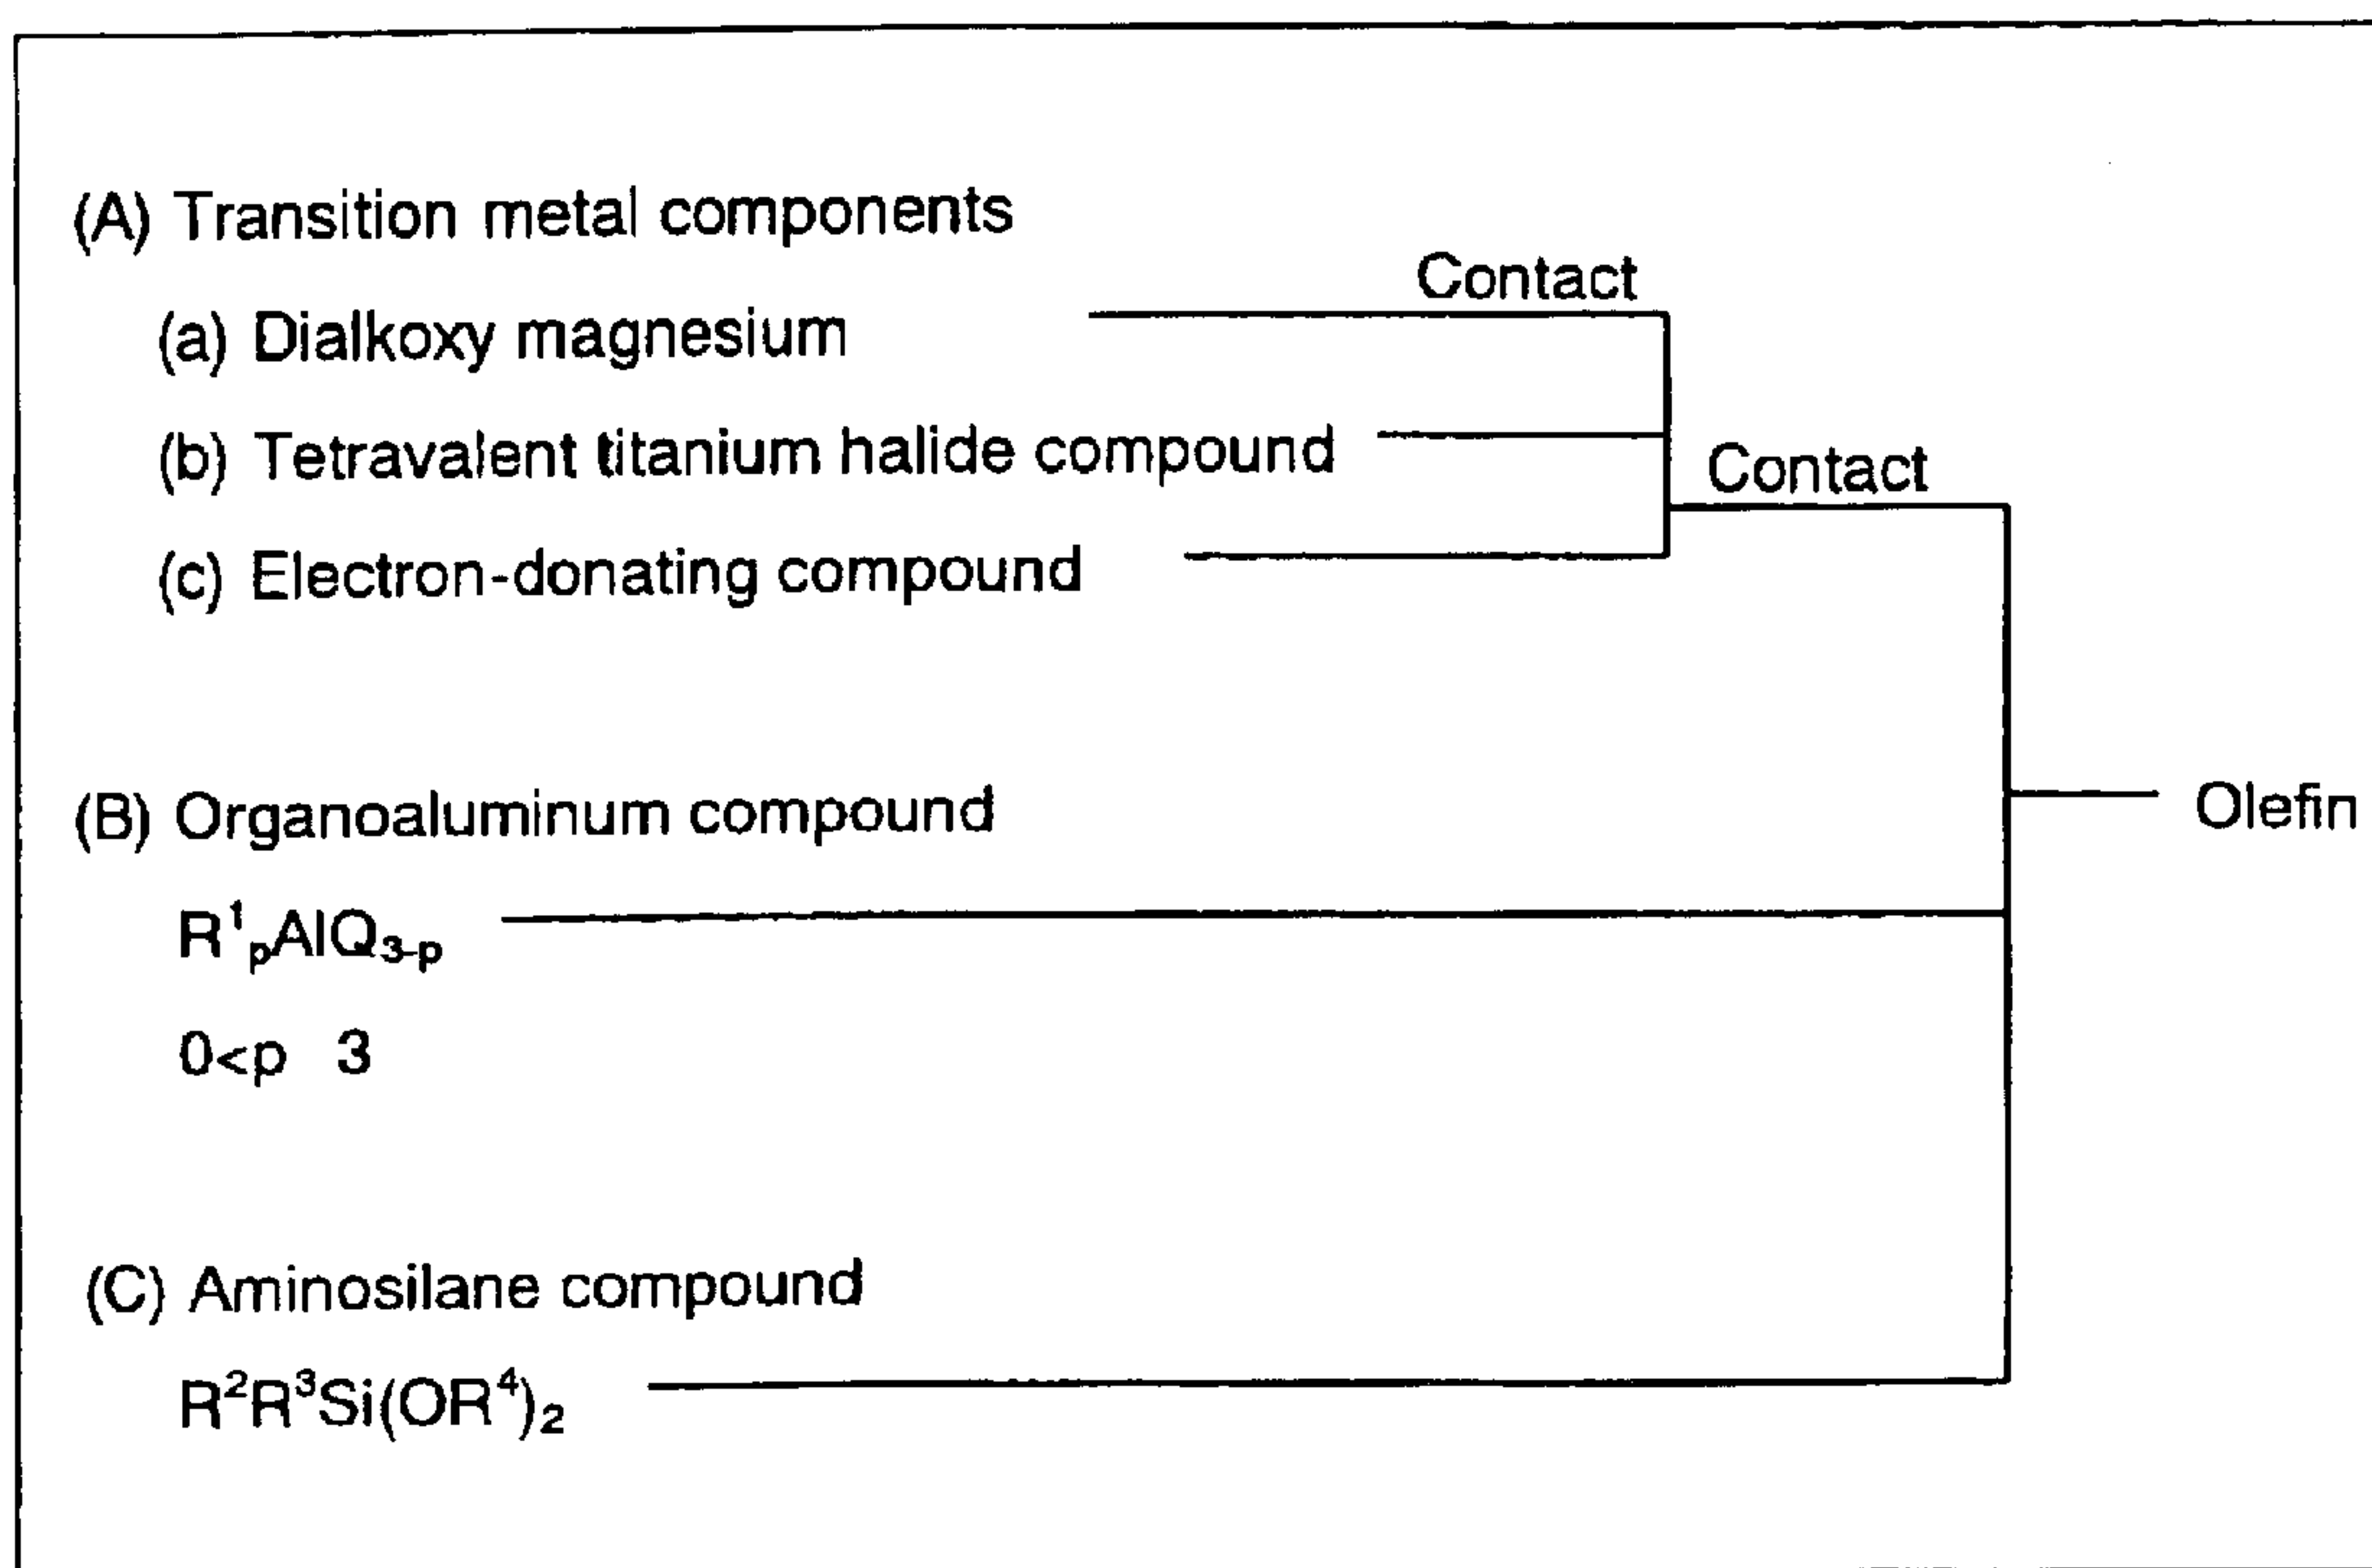 (A) Transition metal components
Contact
(a) Dialkoxy magnesium
(b) Tetravalent titanium halide compound
Contact
(c) Electron-donating compound
(B) Organoaluminum compound
Olefin
R¹ₚAlQ₃₋ₚ
0<p 3
(C) Aminosilane compound
R²R³Si(OR⁴)₂